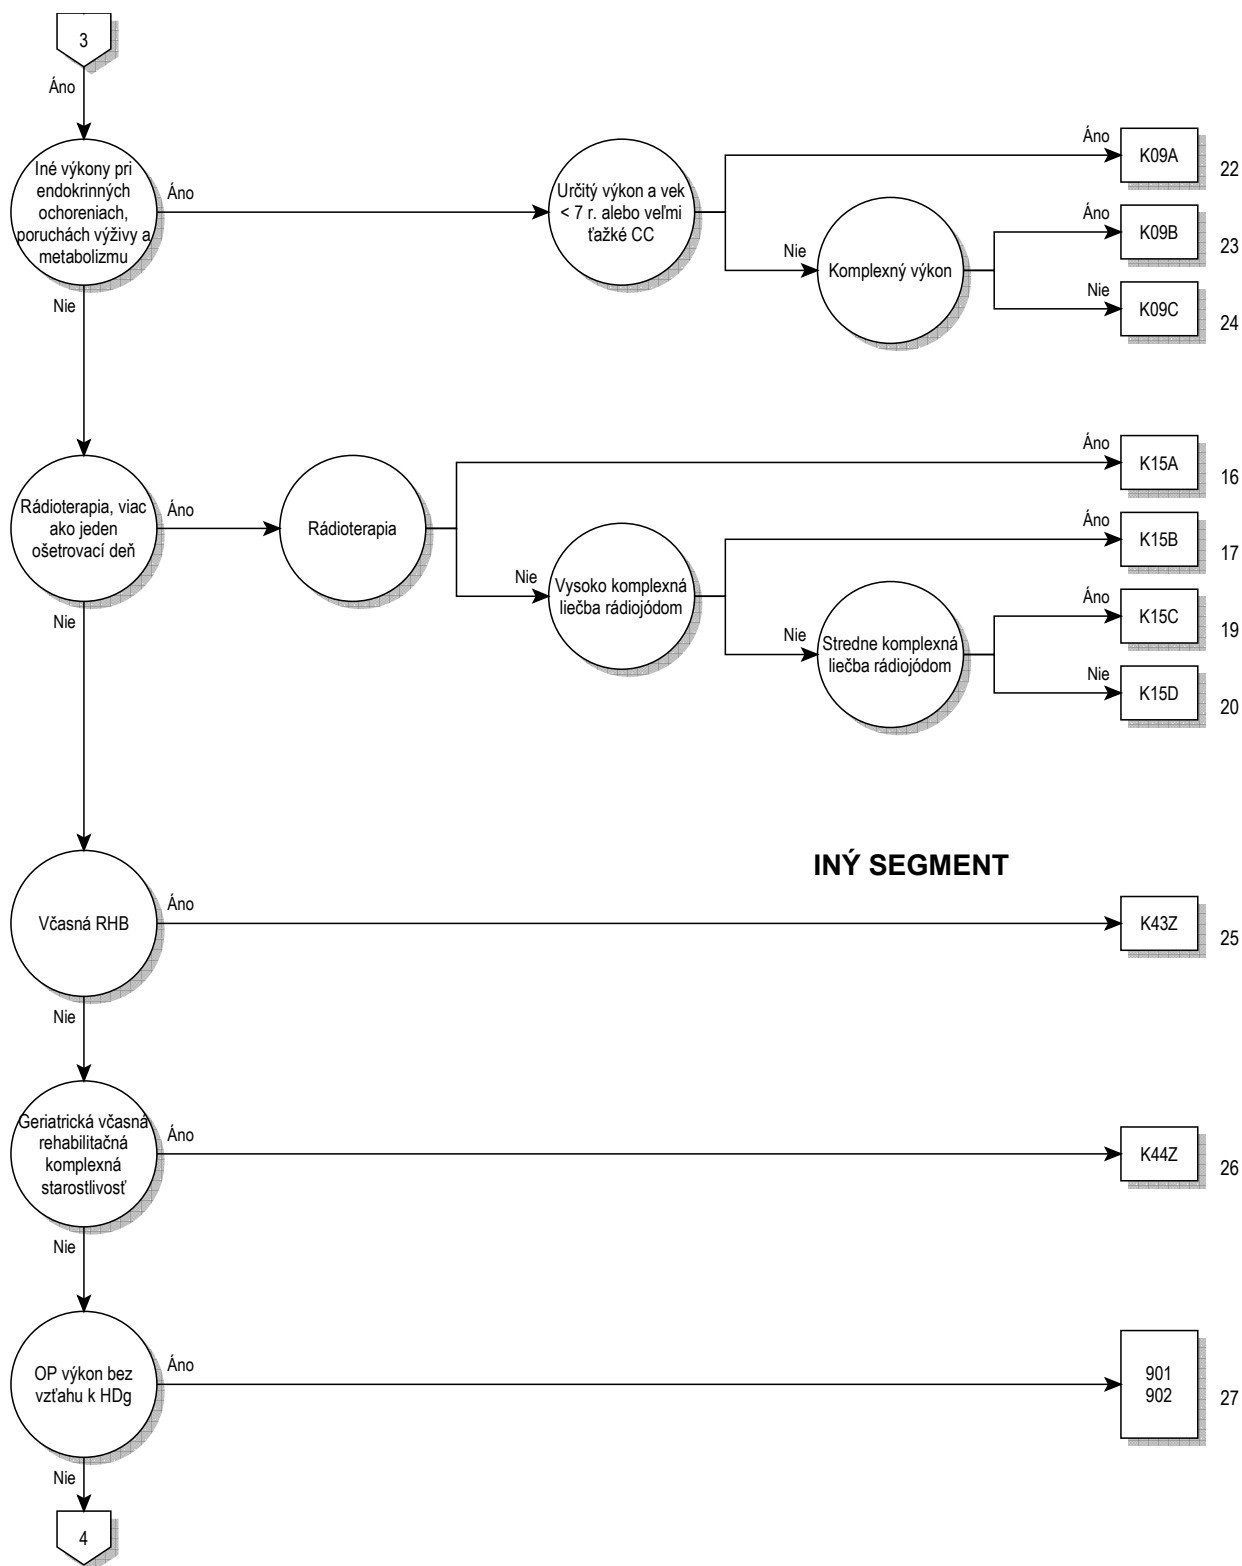 3
Áno
Iné výkony pri
endokrinných
ochoreniach,
poruchách výživy a
metabolizmu
Áno
Určitý výkon a vek
< 7 r. alebo veľmi
ťažké CC
Áno
K09A
22
Nie
Komplexný výkon
Áno
K09B
23
Nie
K09C
24
Nie
Rádioterapia, viac
ako jeden
ošetrovací deň
Áno
Rádioterapia
Áno
K15A
16
Nie
Vysoko komplexná
liečba rádiojódom
Áno
K15B
17
Nie
Stredne komplexná
liečba rádiojódom
Áno
K15C
19
Nie
K15D
20
Nie
INÝ SEGMENT
Včasná RHB
Áno
K43Z
25
Nie
Geriatrická včasná
rehabilitačná
komplexná
starostlivosť
Áno
K44Z
26
Nie
OP výkon bez
vzťahu k HDg
Áno
901
902
27
Nie
4